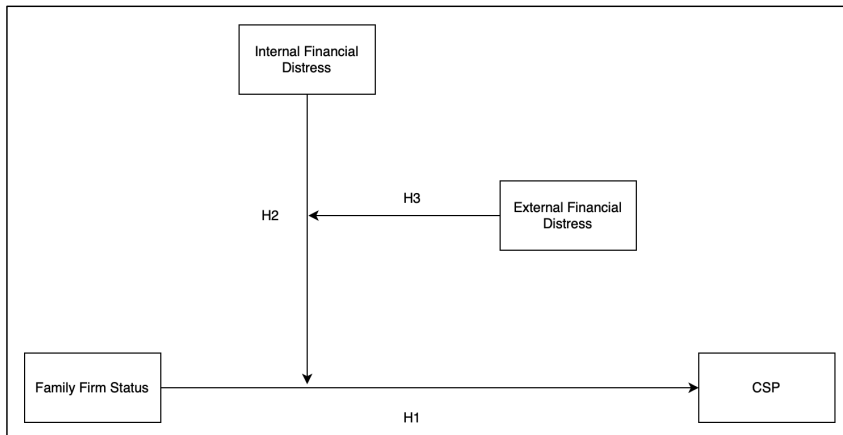 Internal Financial
Distress
H3
H2
External Financial
Distress
Family Firm Status
CSP
H1